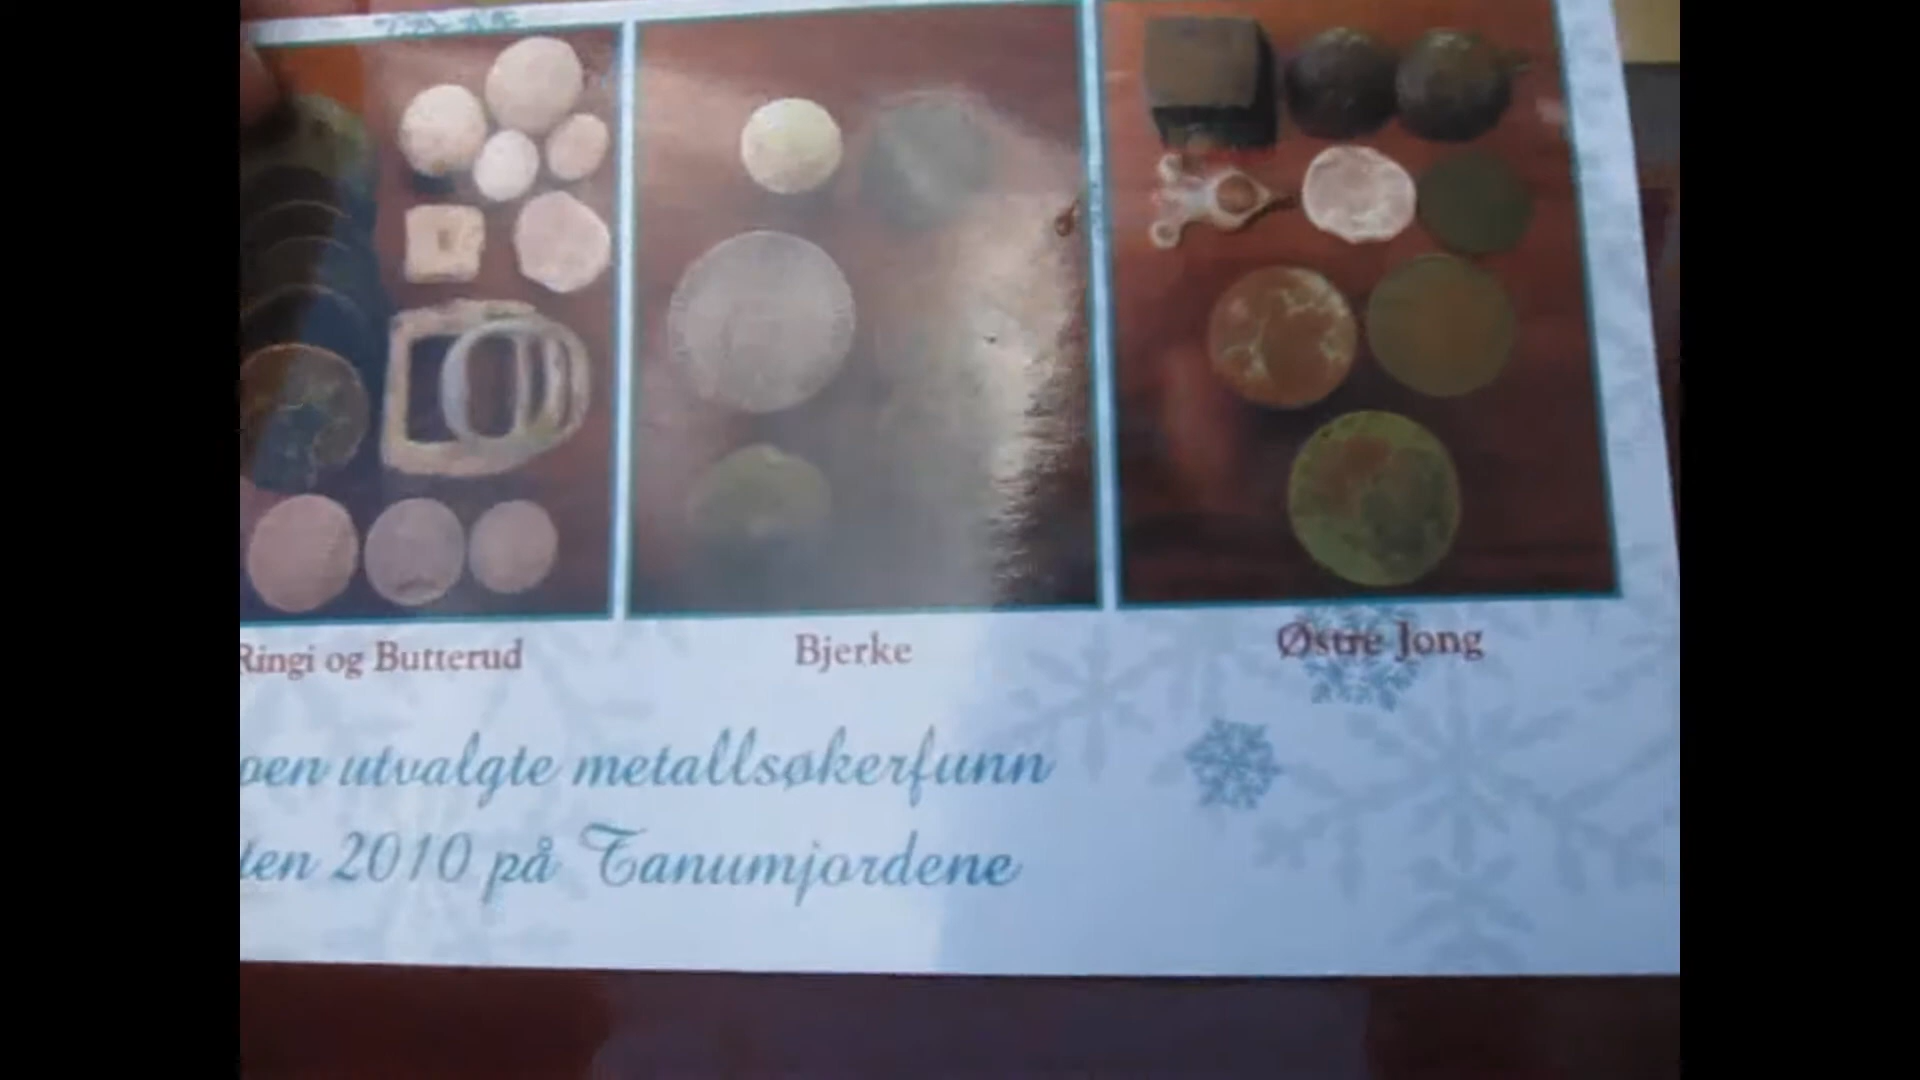 Ringi og Butterud
Bjerke
Østre Jong
utvalgte metallsøkerfunn
2010 på Tanumjordene